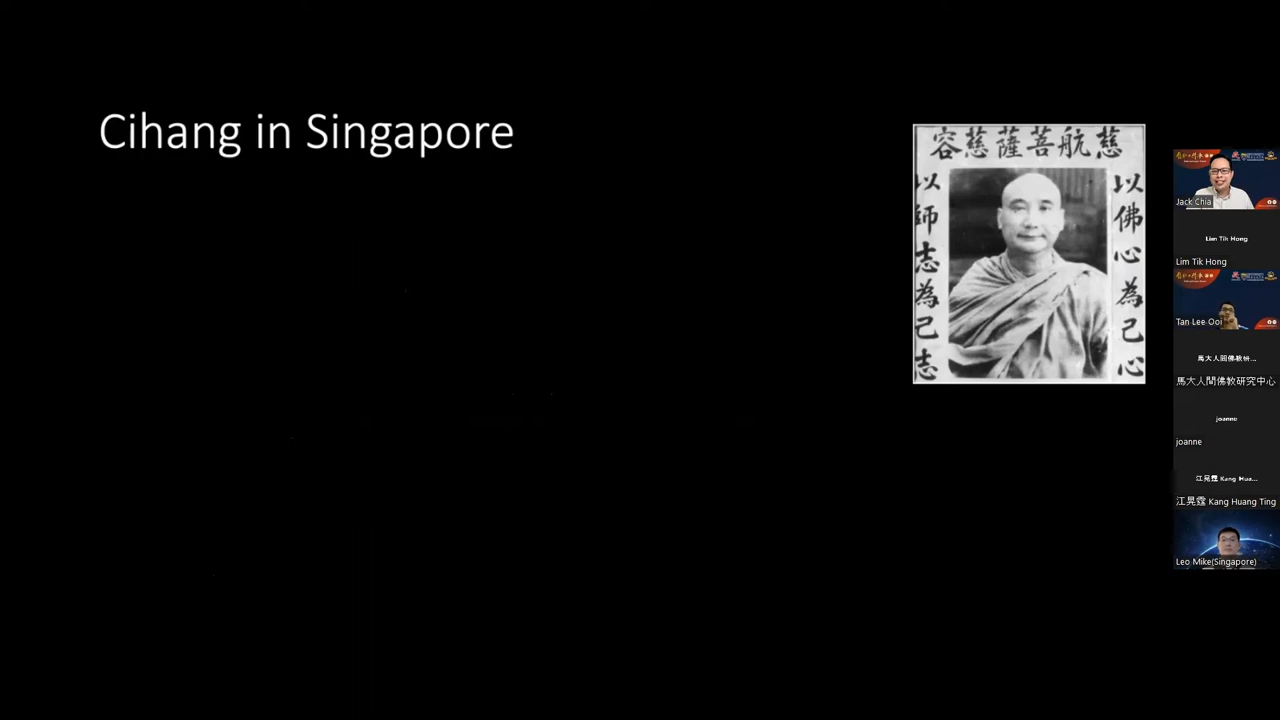 Cihang in Singapore
容慈薩菩航慈
以佛心為己心
以師志為己志
Jack Chia
Lim Tik Hong
Lim Tik Hong
Tan Lee Ooi
馬大人間佛教研...
馬大人間佛教研究中心
joanne
joanne
江晃霆 Kang Hua...
江晃霆 Kang Huang Ting
Leo Mike(Singapore)